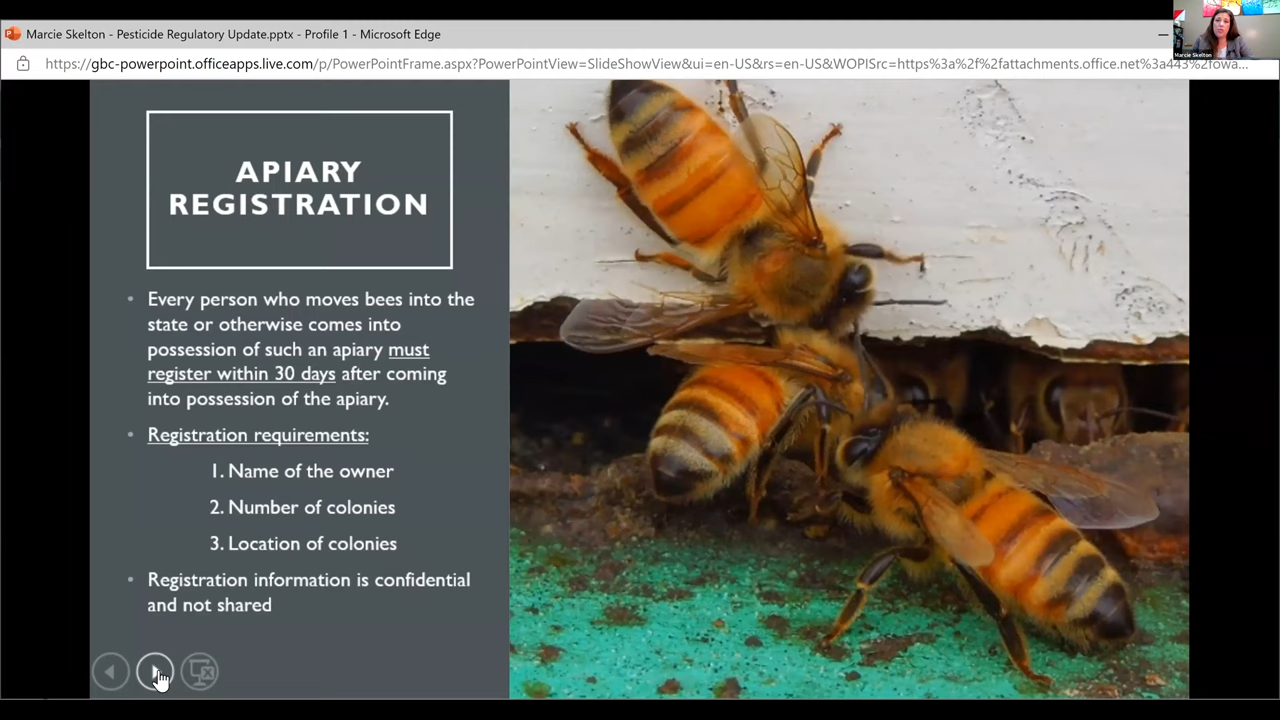 Marcie Skelton - Pesticide Regulatory Update.pptx - Profile 1 - Microsoft Edge
Marcie Skelton
https://gbc-powerpoint.officeapps.live.com/p/PowerPointFrame.aspx PointView=SlideShowView&ui=en-US&rs=en-US&WOPISrc=https%3a%2f%2fattachments.office.net%3a443%2fowa...
APIARY
REGISTRATION
• Every person who moves bees into the
state or otherwise comes into
possession of such an apiary must
register within 30 days after coming
into possession of the apiary.
• Registration requirements:
1. Name of the owner
2. Number of colonies
3. Location of colonies
• Registration information is confidential
and not shared